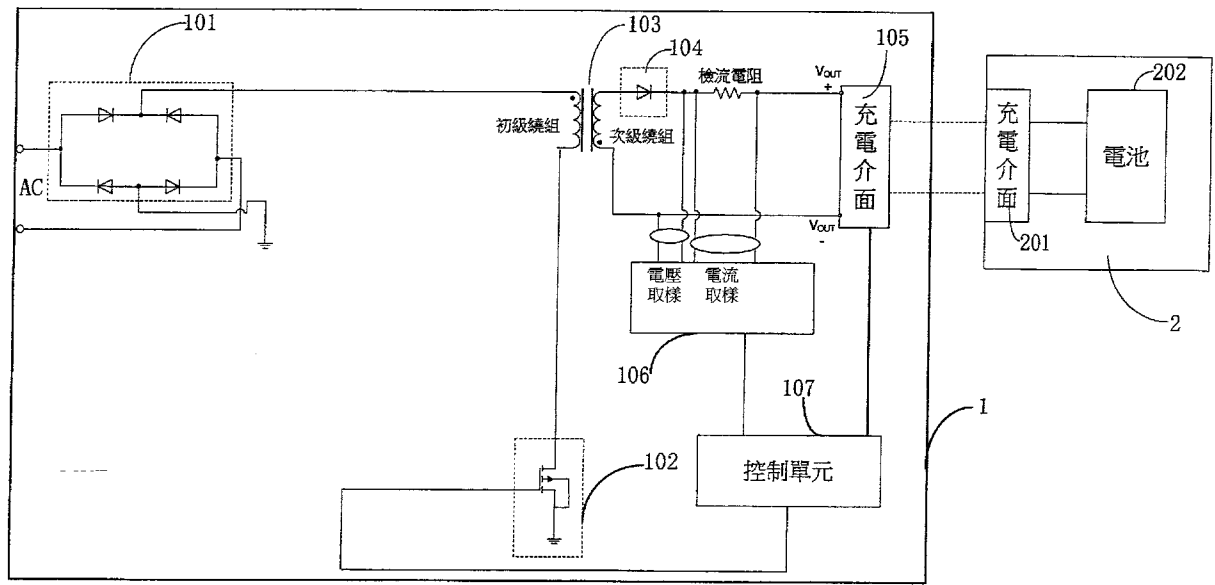 101
103
104
105
202
檢流電阻
VOUT
+
初級繞組
次級繞組
充電介面
充電介面
電池
AC
VOUT
-
201
電壓取樣
電流取樣
2
106
107
1
102
控制單元